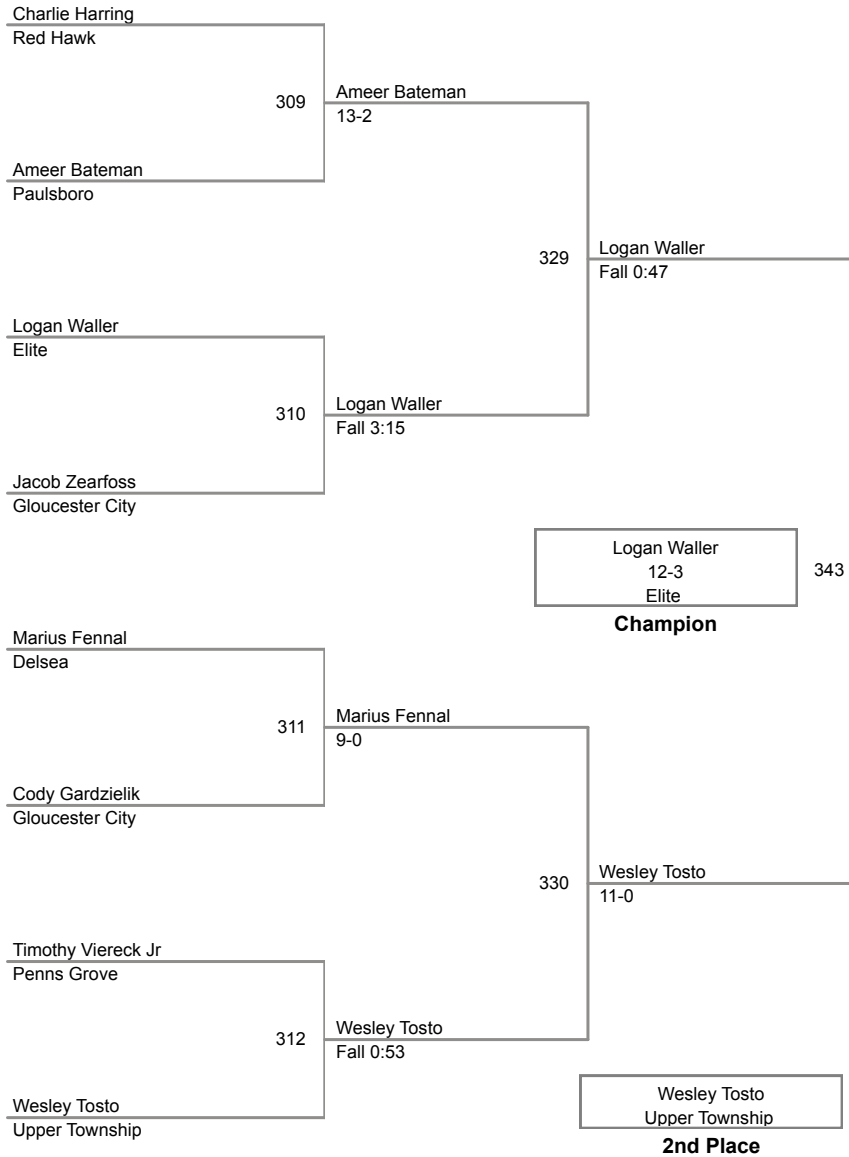 Charlie Harring
Red Hawk
309
Ameer Bateman
13-2
Ameer Bateman
Paulsboro
329
Logan Waller
Fall 0:47
Logan Waller
Elite
310
Logan Waller
Fall 3:15
Jacob Zearfoss
Gloucester City
Logan Waller
12-3
Elite
343
Champion
Marius Fennal
Delsea
311
Marius Fennal
9-0
Cody Gardzielik
Gloucester City
330
Wesley Tosto
11-0
Timothy Viereck Jr
Penns Grove
312
Wesley Tosto
Fall 0:53
Wesley Tosto
Upper Township
Wesley Tosto
Upper Township
2nd Place